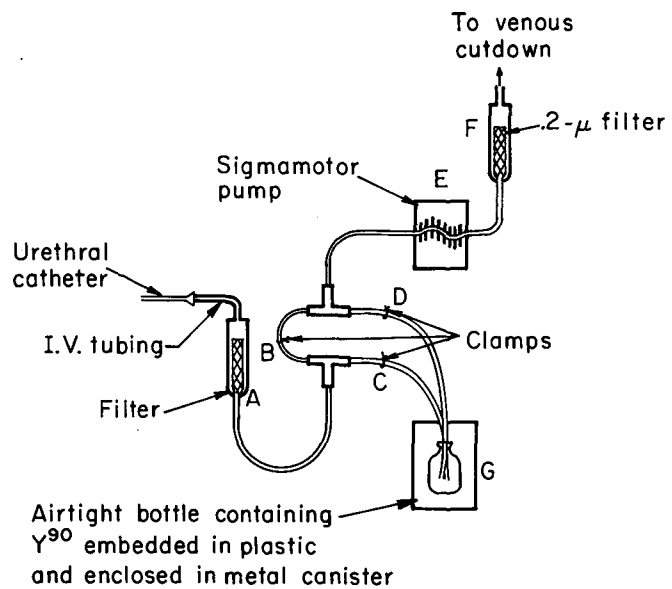 To venous
cutdown
F
.2-μ filter
Sigmamotor
pump
E
Urethral
catheter
D
I.V. tubing
B
Clamps
C
A
Filter
G
Airtight bottle containing
Y⁹⁰ embedded in plastic
and enclosed in metal canister